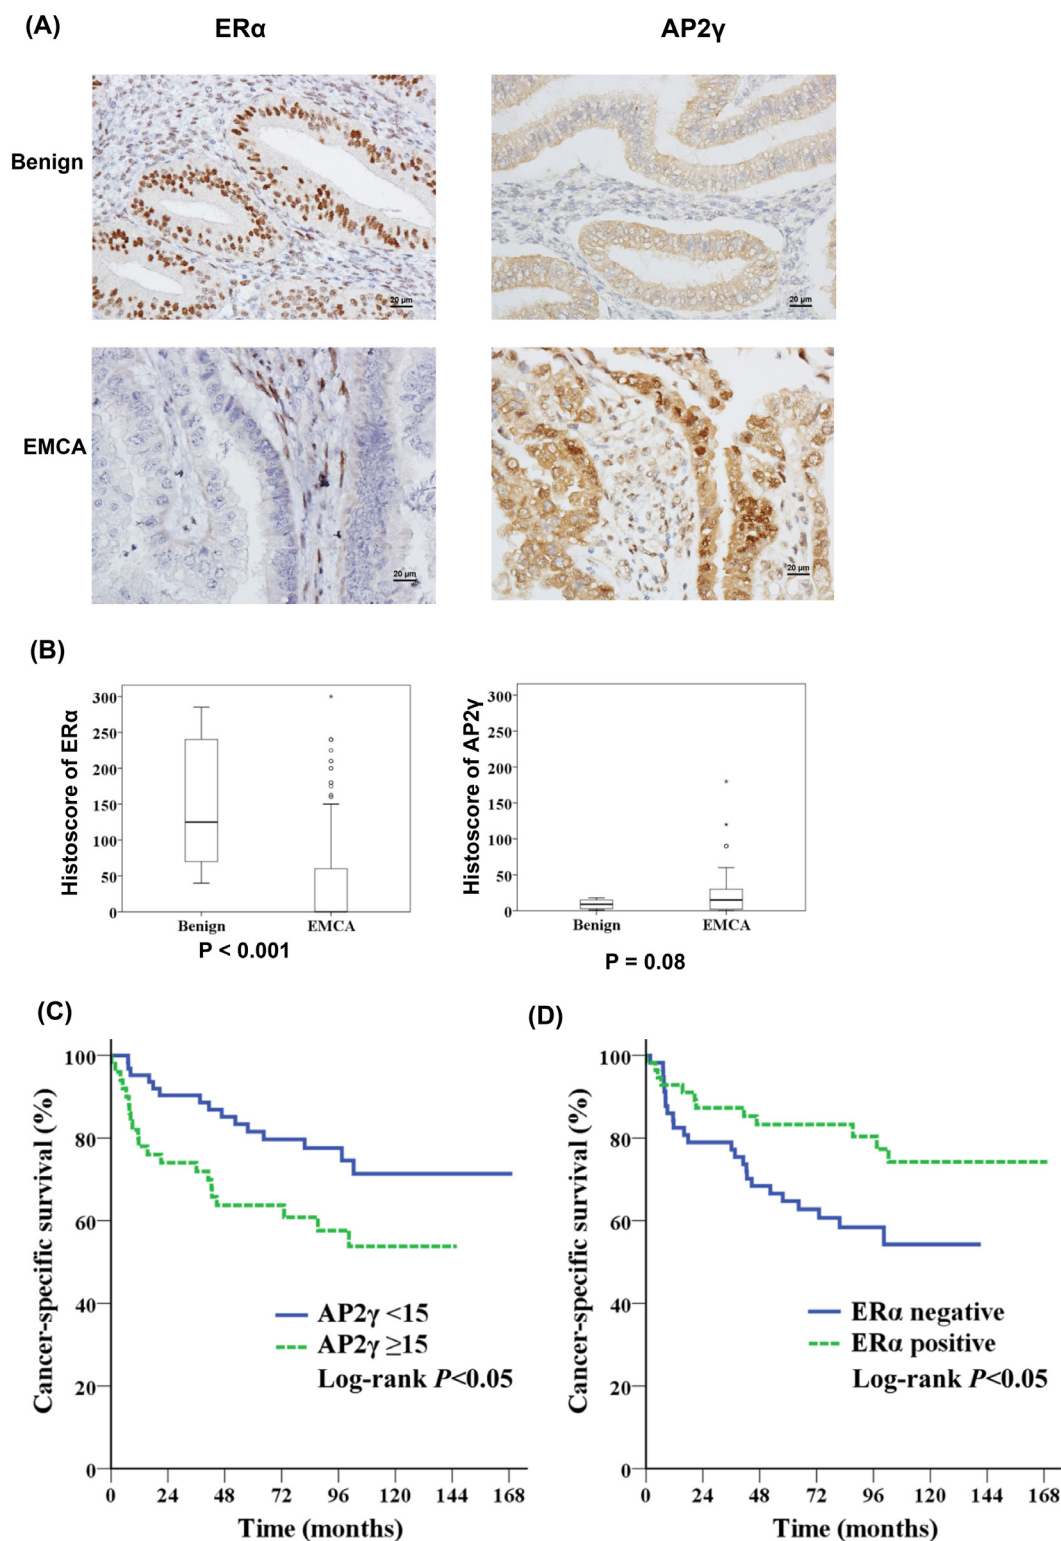 (A)
ERα
AP2γ
Benign
20 µm
20 µm
EMCA
20 µm
20 µm
(B)
Histoscore of ERα
300
250
200
150
100
50
0
Benign
EMCA
P < 0.001
Histoscore of AP2γ
300
250
200
150
100
50
0
Benign
EMCA
P = 0.08
(C)
Cancer-specific survival (%)
100
80
60
40
20
0
AP2γ <15
AP2γ ≥15
Log-rank P<0.05
0 24 48 72 96 120 144 168
Time (months)
(D)
Cancer-specific survival (%)
100
80
60
40
20
0
ERα negative
ERα positive
Log-rank P<0.05
0 24 48 72 96 120 144 168
Time (months)